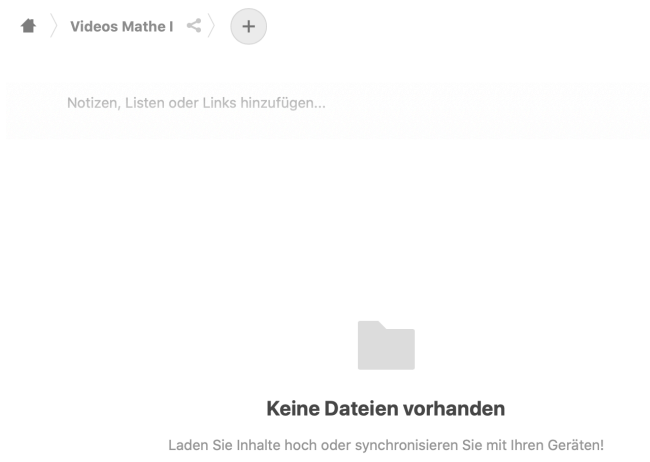 Videos Mathe I
Notizen, Listen oder Links hinzufügen...
Keine Dateien vorhanden
Laden Sie Inhalte hoch oder synchronisieren Sie mit Ihren Geräten!